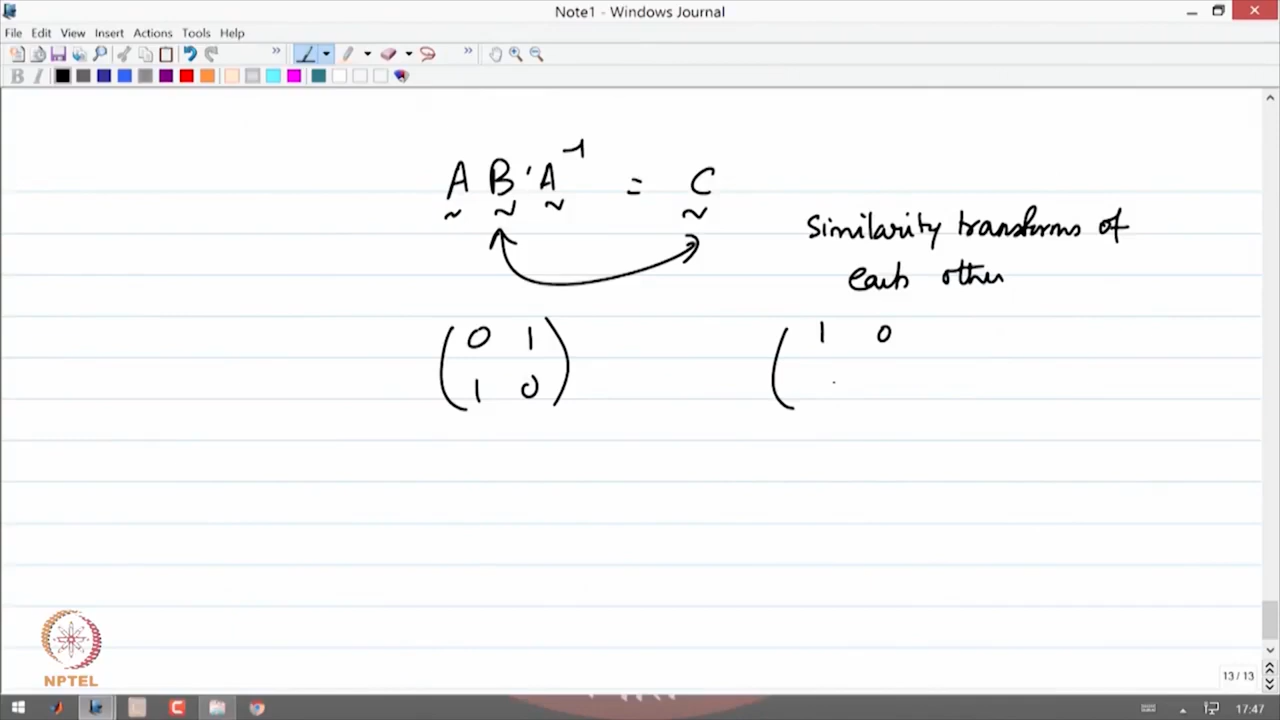 Note1 - Windows Journal
File Edit View Insert Actions Tools Help
B I
A B A⁻¹ = C
Similarity transforms of
each other
0 1
1 0
1 0
NPTEL
13 / 13
17:47